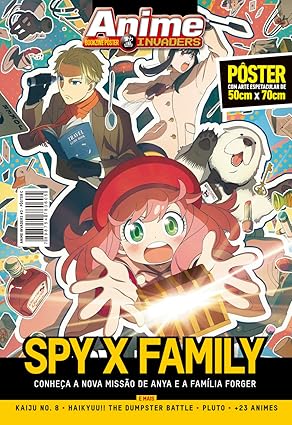 Anime
BOOKZINE PÔSTER
INVADERS
PÔSTER
COM ARTE ESPETACULAR DE
50cm x 70cm
TRAVEL
SPY X FAMILY
CONHEÇA A NOVA MISSÃO DE ANYA E A FAMÍLIA FORGER
E MAIS
KAIJU NO. 8 • HAIKYUU!! THE DUMPSTER BATTLE • PLUTO • +23 ANIMES